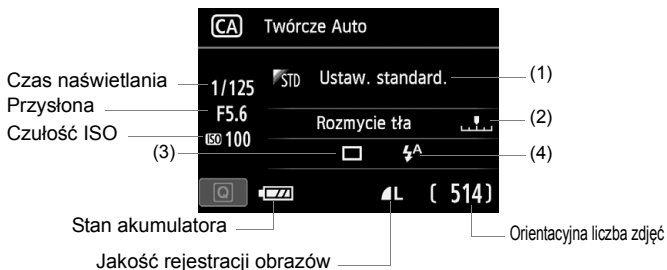 CA Twórcze Auto
Czas naświetlania 1/125 STD Ustaw. standard. (1)
Przysłona F5.6 Rozmycie tła (2)
Czułość ISO ISO 100
(3) (4)
Q L ( 514)
Stan akumulatora Orientacyjna liczba zdjęć
Jakość rejestracji obrazów